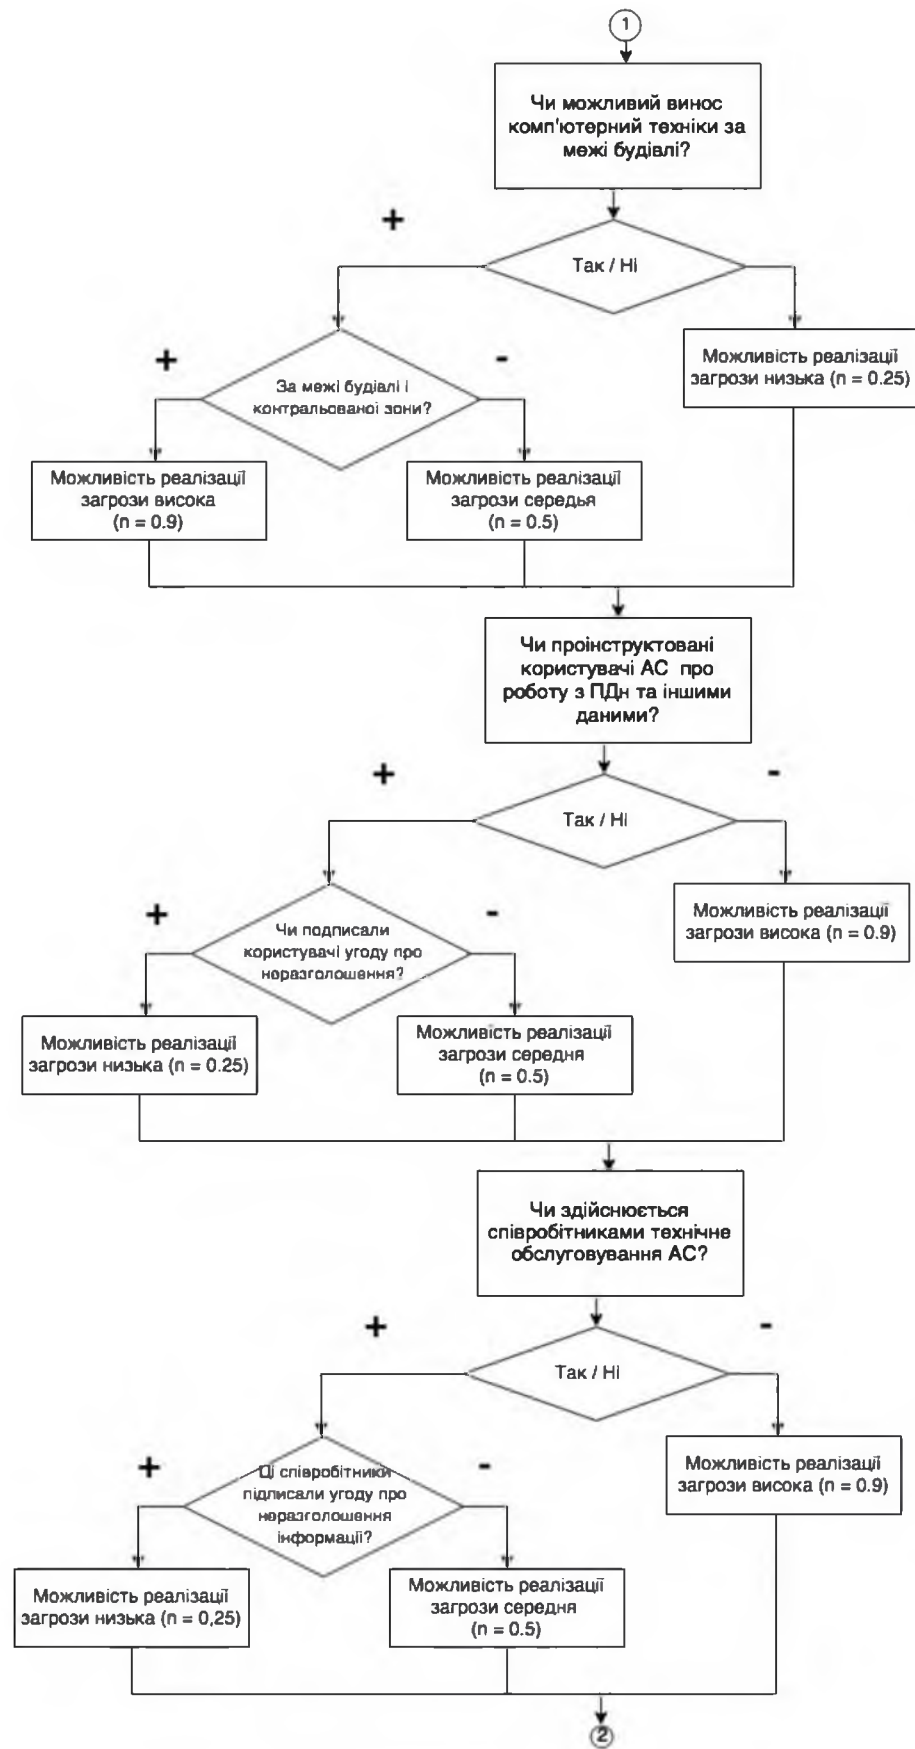 1
Чи можливий винос
комп'ютерний техніки за
межі будівлі?
+
Так / Ні
+
-
За межі будівлі і
контральованої зони?
Можливість реалізації
загрози низька (n = 0.25)
Можливість реалізації
загрози висока
(n = 0.9)
Можливість реалізації
загрози середья
(n = 0.5)
Чи проінструктовані
користувачі АС про
роботу з ПДн та іншими
даними?
+
-
Так / Ні
+
-
Чи подписали
користувачі угоду про
неразголошення?
Можливість реалізації
загрози висока (n = 0.9)
Можливість реалізації
загрози низька (n = 0.25)
Можливість реалізації
загрози середня
(n = 0.5)
Чи здійснюється
співробітниками технічне
обслуговування АС?
+
-
Так / Ні
+
-
Ці співробітники
підписали угоду про
неразголошення
інформації?
Можливість реалізації
загрози висока (n = 0.9)
Можливість реалізації
загрози низька (n = 0,25)
Можливість реалізації
загрози середня
(n = 0.5)
2